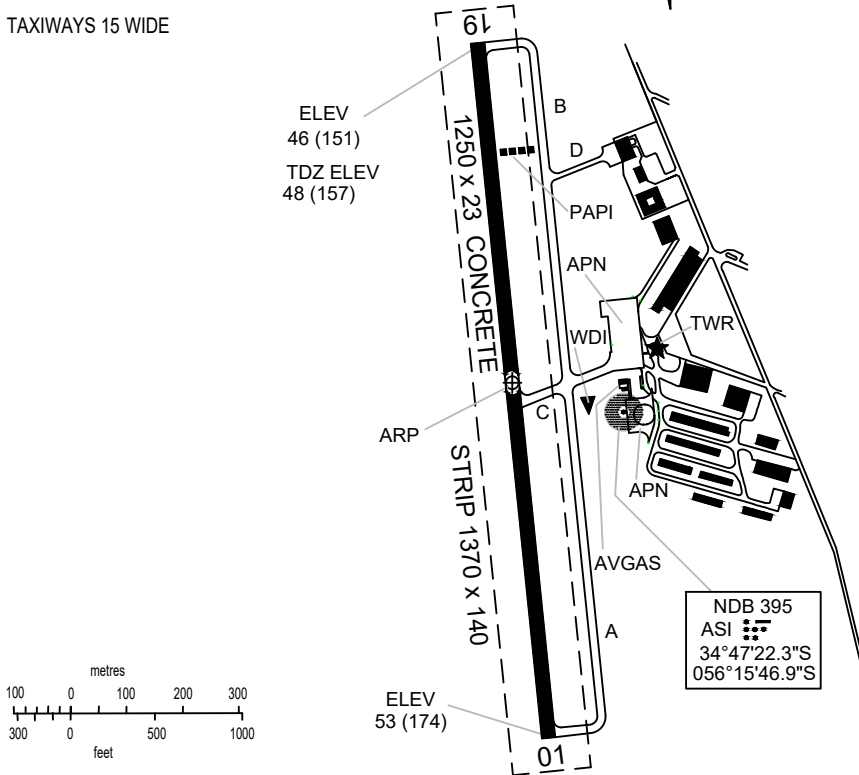 TAXIWAYS 15 WIDE
19
ELEV
46 (151)
TDZ ELEV
48 (157)
B
D
PAPI
1250 x 23 CONCRETE
APN
WDI
TWR
ARP
C
STRIP 1370 x 140
APN
AVGAS
A
NDB 395
ASI
34°47'22.3"S
056°15'46.9"S
ELEV
53 (174)
01
metres
100 0 100 200 300
300 0 500 1000
feet